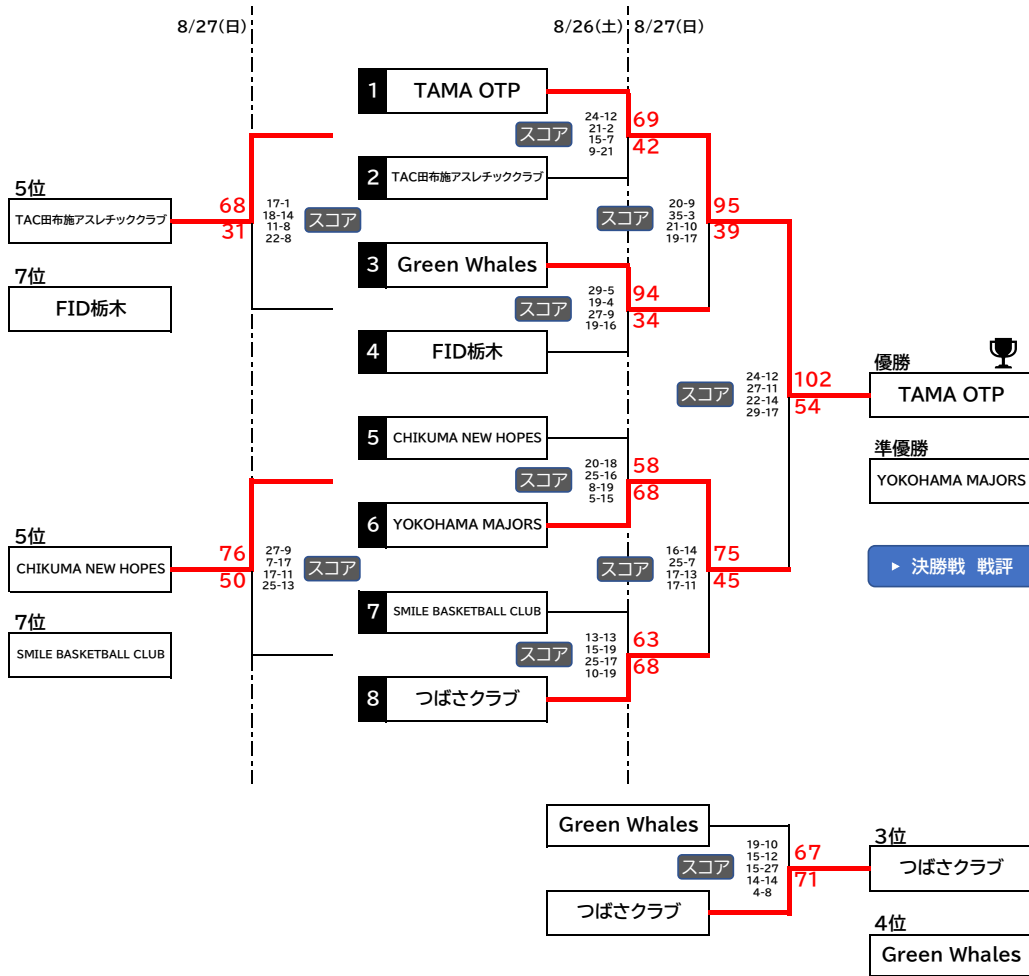 8/27(日)
8/26(土)
8/27(日)
1
TAMA OTP
スコア
24-12
21-2
15-7
9-21
69
42
2
TAC田布施アスレチッククラブ
5位
TAC田布施アスレチッククラブ
68
31
17-1
18-14
11-8
22-8
スコア
スコア
20-9
35-3
21-10
19-17
95
39
3
Green Whales
7位
FID栃木
スコア
29-5
19-4
27-9
19-16
94
34
4
FID栃木
スコア
24-12
27-11
22-14
29-17
102
54
優勝
TAMA OTP
準優勝
YOKOHAMA MAJORS
5
CHIKUMA NEW HOPES
スコア
20-18
25-16
8-19
5-15
58
68
6
YOKOHAMA MAJORS
5位
CHIKUMA NEW HOPES
76
50
27-9
7-17
17-11
25-13
スコア
スコア
16-14
25-7
17-13
17-11
75
45
▶ 決勝戦 戦評
7
SMILE BASKETBALL CLUB
7位
SMILE BASKETBALL CLUB
スコア
13-13
15-19
25-17
10-19
63
68
8
つばさクラブ
Green Whales
スコア
19-10
15-12
15-27
14-14
4-8
67
71
つばさクラブ
3位
つばさクラブ
4位
Green Whales